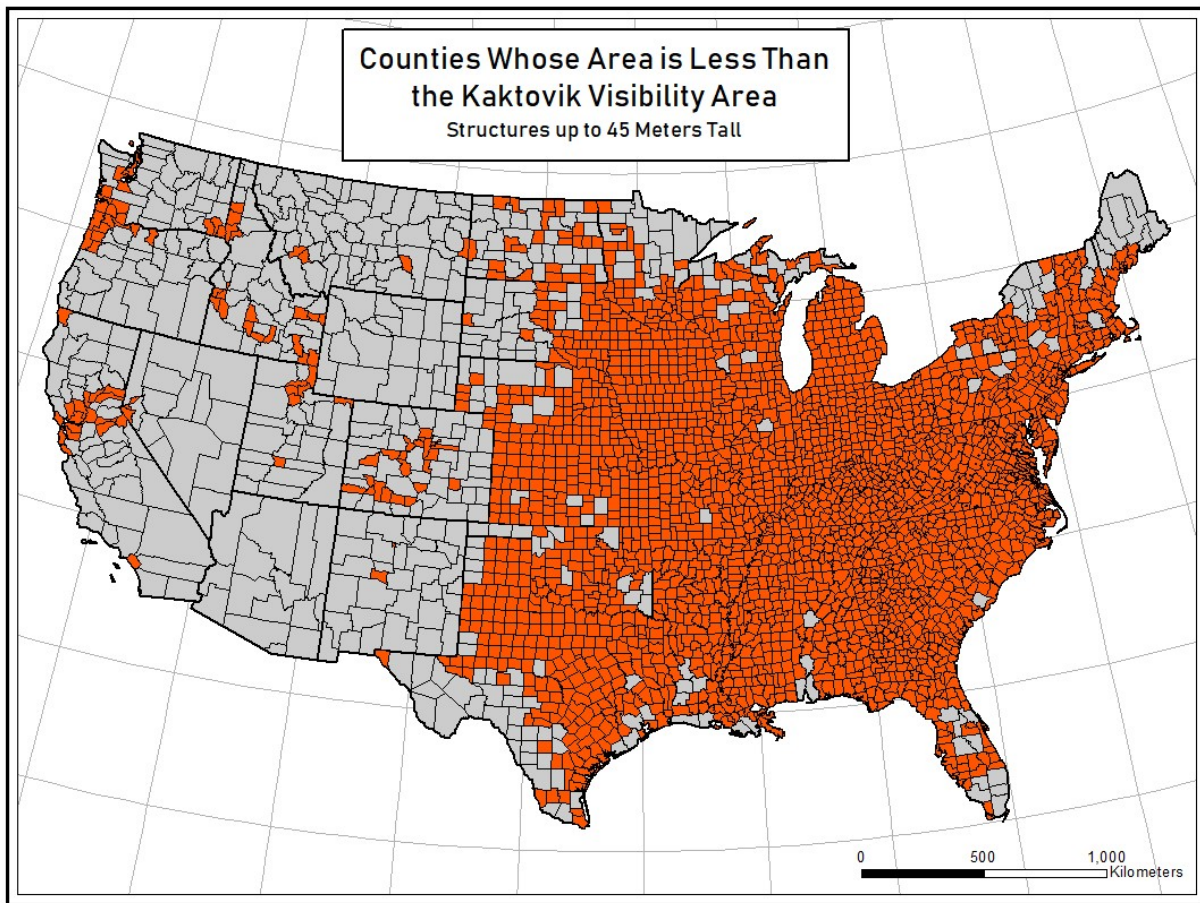 Counties Whose Area is Less Than
the Kaktovik Visibility Area
Structures up to 45 Meters Tall
0 500 1,000
Kilometers